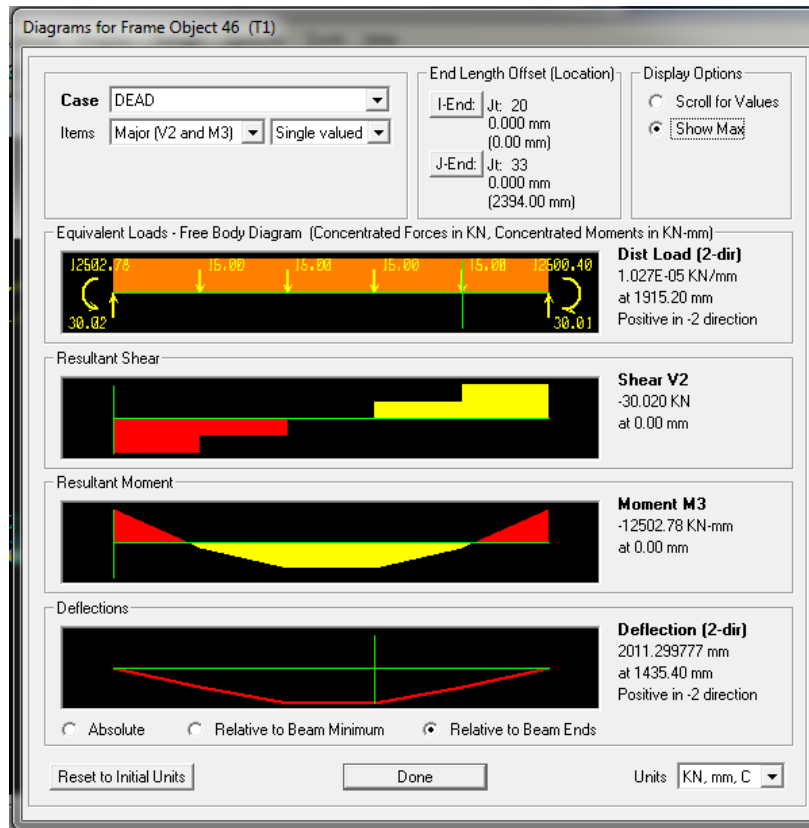 Diagrams for Frame Object 46 (T1)
Case DEAD
Items Major (V2 and M3) Single valued
End Length Offset (Location)
I-End: Jt: 20
0.000 mm
(0.00 mm)
J-End: Jt: 33
0.000 mm
(2394.00 mm)
Display Options
Scroll for Values
Show Max
Equivalent Loads - Free Body Diagram (Concentrated Forces in KN, Concentrated Moments in KN-mm)
12502.78 15.00 15.00 15.00 15.00 12500.40
30.02 30.01
Dist Load (2-dir)
1.027E-05 KN/mm
at 1915.20 mm
Positive in -2 direction
Resultant Shear
Shear V2
-30.020 KN
at 0.00 mm
Resultant Moment
Moment M3
-12502.78 KN-mm
at 0.00 mm
Deflections
Deflection (2-dir)
2011.299777 mm
at 1435.40 mm
Positive in -2 direction
Absolute Relative to Beam Minimum Relative to Beam Ends
Reset to Initial Units Done Units KN, mm, C